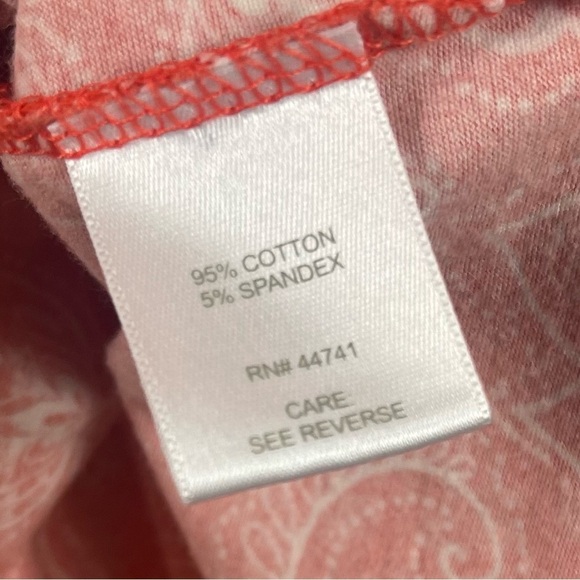 95% COTTON
5% SPANDEX
RN# 44741
CARE
SEE REVERSE